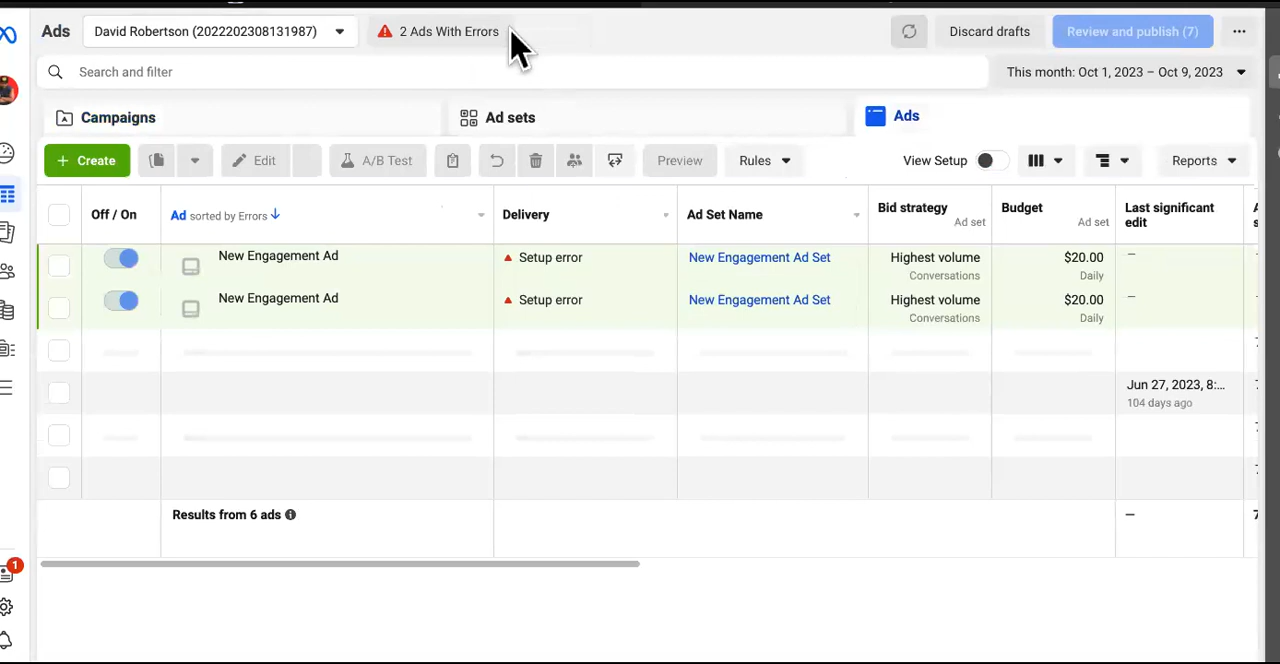 Ads David Robertson (2022202308131987) 2 Ads With Errors Discard drafts Review and publish (7)
Search and filter This month: Oct 1, 2023 – Oct 9, 2023
Campaigns Ad sets Ads
+ Create Edit A/B Test Preview Rules View Setup Reports
Off / On Ad sorted by Errors ↓ Delivery Ad Set Name Bid strategy Ad set Budget Ad set Last significant edit
New Engagement Ad Setup error New Engagement Ad Set Highest volume $20.00 —
Conversations Daily
New Engagement Ad Setup error New Engagement Ad Set Highest volume $20.00 —
Conversations Daily
Jun 27, 2023, 8:...
104 days ago
Results from 6 ads —
1